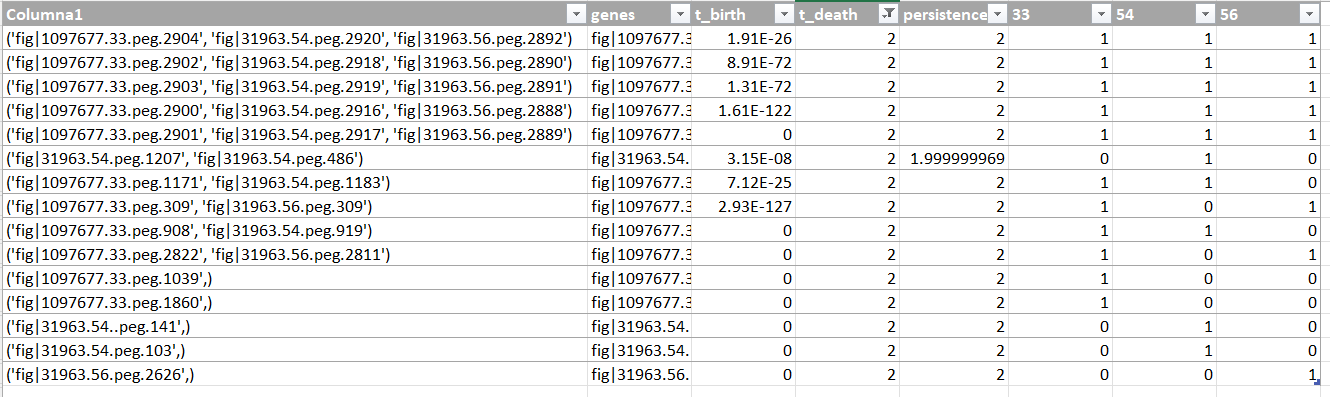 Columna1 genes t_birth t_death persistence 33 54 56
('fig|1097677.33.peg.2904', 'fig|31963.54.peg.2920', 'fig|31963.56.peg.2892') fig|1097677.3 1.91E-26 2 2 1 1 1
('fig|1097677.33.peg.2902', 'fig|31963.54.peg.2918', 'fig|31963.56.peg.2890') fig|1097677.3 8.91E-72 2 2 1 1 1
('fig|1097677.33.peg.2903', 'fig|31963.54.peg.2919', 'fig|31963.56.peg.2891') fig|1097677.3 1.31E-72 2 2 1 1 1
('fig|1097677.33.peg.2900', 'fig|31963.54.peg.2916', 'fig|31963.56.peg.2888') fig|1097677.3 1.61E-122 2 2 1 1 1
('fig|1097677.33.peg.2901', 'fig|31963.54.peg.2917', 'fig|31963.56.peg.2889') fig|1097677.3 0 2 2 1 1 1
('fig|31963.54.peg.1207', 'fig|31963.54.peg.486') fig|31963.54. 3.15E-08 2 1.999999969 0 1 0
('fig|1097677.33.peg.1171', 'fig|31963.54.peg.1183') fig|1097677.3 7.12E-25 2 2 1 1 0
('fig|1097677.33.peg.309', 'fig|31963.56.peg.309') fig|1097677.3 2.93E-127 2 2 1 0 1
('fig|1097677.33.peg.908', 'fig|31963.54.peg.919') fig|1097677.3 0 2 2 1 1 0
('fig|1097677.33.peg.2822', 'fig|31963.56.peg.2811') fig|1097677.3 0 2 2 1 0 1
('fig|1097677.33.peg.1039',) fig|1097677.3 0 2 2 1 0 0
('fig|1097677.33.peg.1860',) fig|1097677.3 0 2 2 1 0 0
('fig|31963.54..peg.141',) fig|31963.54. 0 2 2 0 1 0
('fig|31963.54.peg.103',) fig|31963.54. 0 2 2 0 1 0
('fig|31963.56.peg.2626',) fig|31963.56. 0 2 2 0 0 1